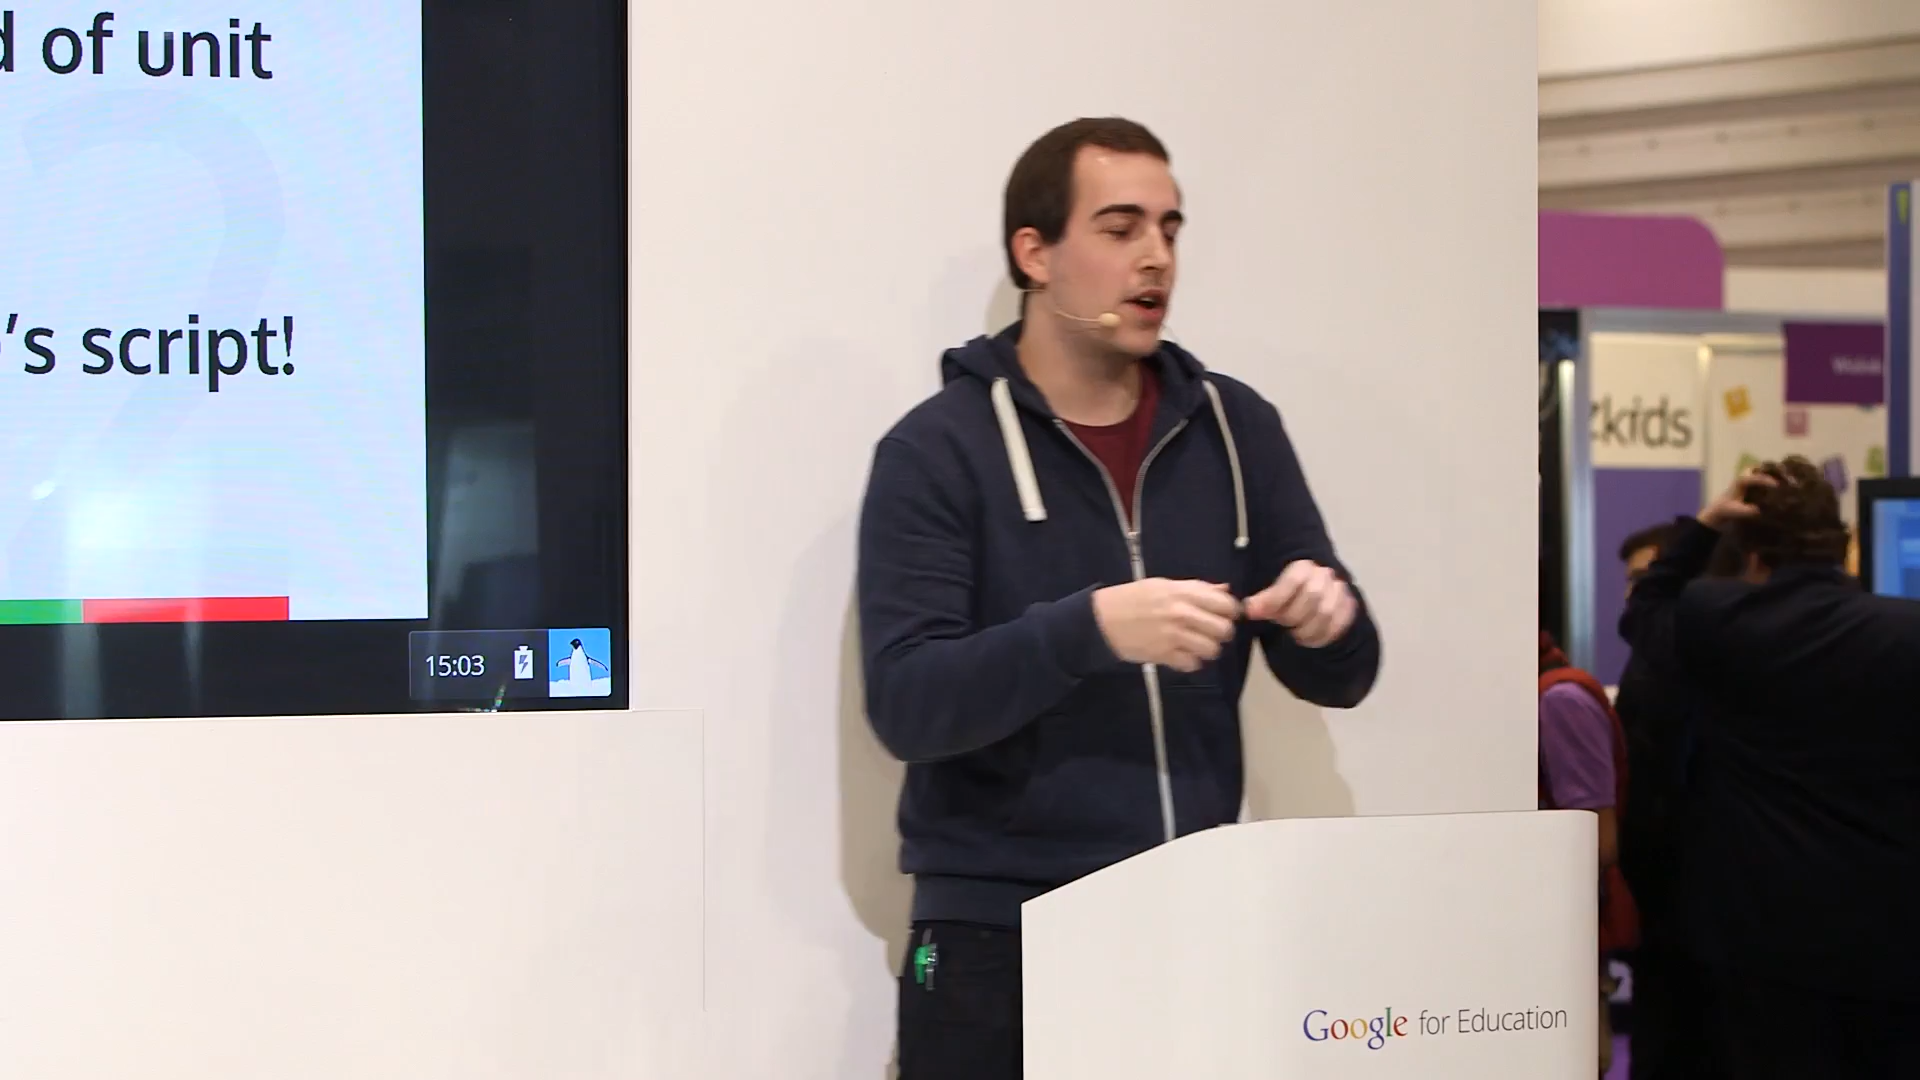 of unit
’s script!
15:03
kids
Google for Education